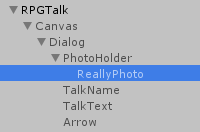 RPGTalk
Canvas
Dialog
PhotoHolder
ReallyPhoto
TalkName
TalkText
Arrow